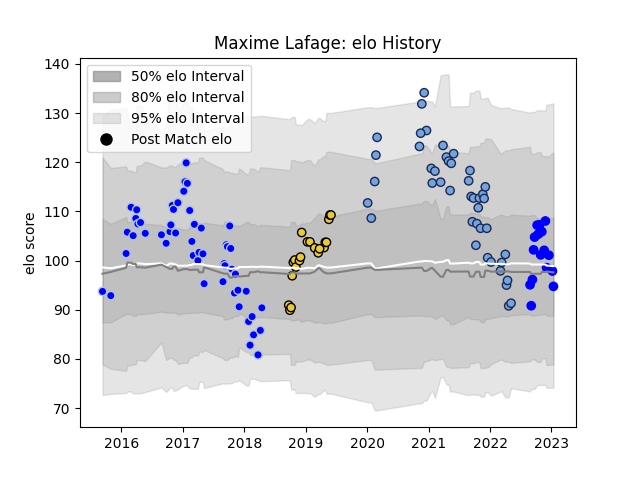 Maxime Lafage: elo History
140
130
120
110
100
90
80
70
elo score
50% elo Interval
80% elo Interval
95% elo Interval
Post Match elo
2016 2017 2018 2019 2020 2021 2022 2023